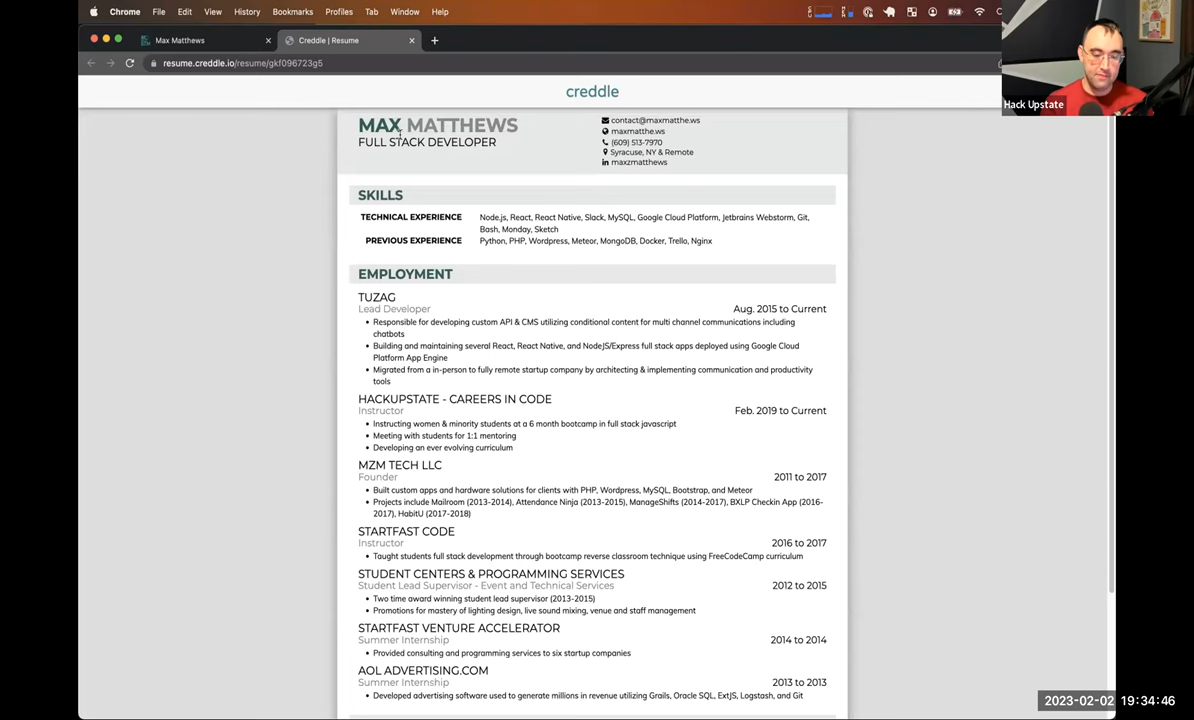 Chrome File Edit View History Bookmarks Profiles Tab Window Help
Max Matthews
Creddle | Resume
resume.creddle.io/resume/gkf096723g5
Hack Upstate
creddle
MAX MATTHEWS
FULL STACK DEVELOPER
contact@maxmatthe.ws
maxmatthe.ws
(609) 513-7970
Syracuse, NY & Remote
maxzmatthews
SKILLS
TECHNICAL EXPERIENCE Node.js, React, React Native, Slack, MySQL, Google Cloud Platform, Jetbrains Webstorm, Git,
Bash, Monday, Sketch
PREVIOUS EXPERIENCE Python, PHP, Wordpress, Meteor, MongoDB, Docker, Trello, Nginx
EMPLOYMENT
TUZAG
Lead Developer Aug. 2015 to Current
• Responsible for developing custom API & CMS utilizing conditional content for multi channel communications including
chatbots
• Building and maintaining several React, React Native, and NodeJS/Express full stack apps deployed using Google Cloud
Platform App Engine
• Migrated from a in-person to fully remote startup company by architecting & implementing communication and productivity
tools
HACKUPSTATE - CAREERS IN CODE
Instructor Feb. 2019 to Current
• Instructing women & minority students at a 6 month bootcamp in full stack javascript
• Meeting with students for 1:1 mentoring
• Developing an ever evolving curriculum
MZM TECH LLC
Founder 2011 to 2017
• Built custom apps and hardware solutions for clients with PHP, Wordpress, MySQL, Bootstrap, and Meteor
• Projects include Mailroom (2013-2014), Attendance Ninja (2013-2015), ManageShifts (2014-2017), BXLP Checkin App (2016-
2017), HabitU (2017-2018)
STARTFAST CODE
Instructor 2016 to 2017
• Taught students full stack development through bootcamp reverse classroom technique using FreeCodeCamp curriculum
STUDENT CENTERS & PROGRAMMING SERVICES
Student Lead Supervisor - Event and Technical Services 2012 to 2015
• Two time award winning student lead supervisor (2013-2015)
• Promotions for mastery of lighting design, live sound mixing, venue and staff management
STARTFAST VENTURE ACCELERATOR
Summer Internship 2014 to 2014
• Provided consulting and programming services to six startup companies
AOL ADVERTISING.COM
Summer Internship 2013 to 2013
• Developed advertising software used to generate millions in revenue utilizing Grails, Oracle SQL, ExtJS, Logstash, and Git
2023-02-02 19:34:46